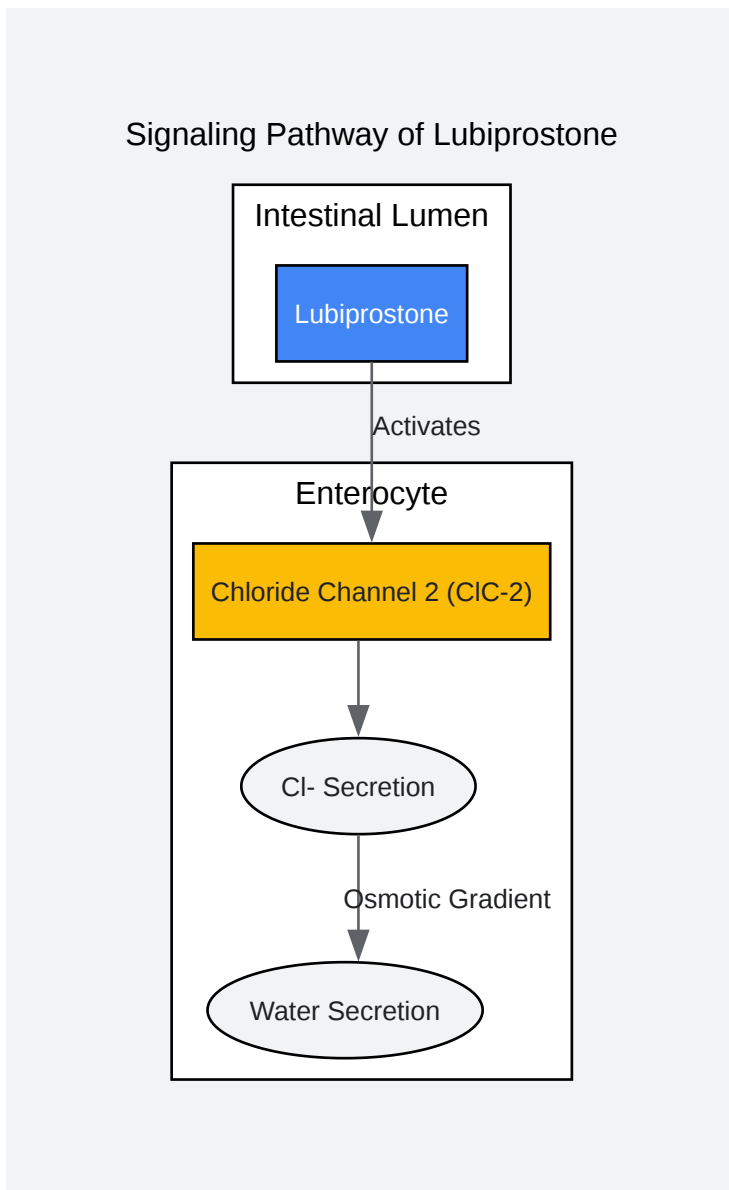 Signaling Pathway of Lubiprostone
Intestinal Lumen
Lubiprostone
Activates
Enterocyte
Chloride Channel 2 (ClC-2)
Cl- Secretion
Osmotic Gradient
Water Secretion